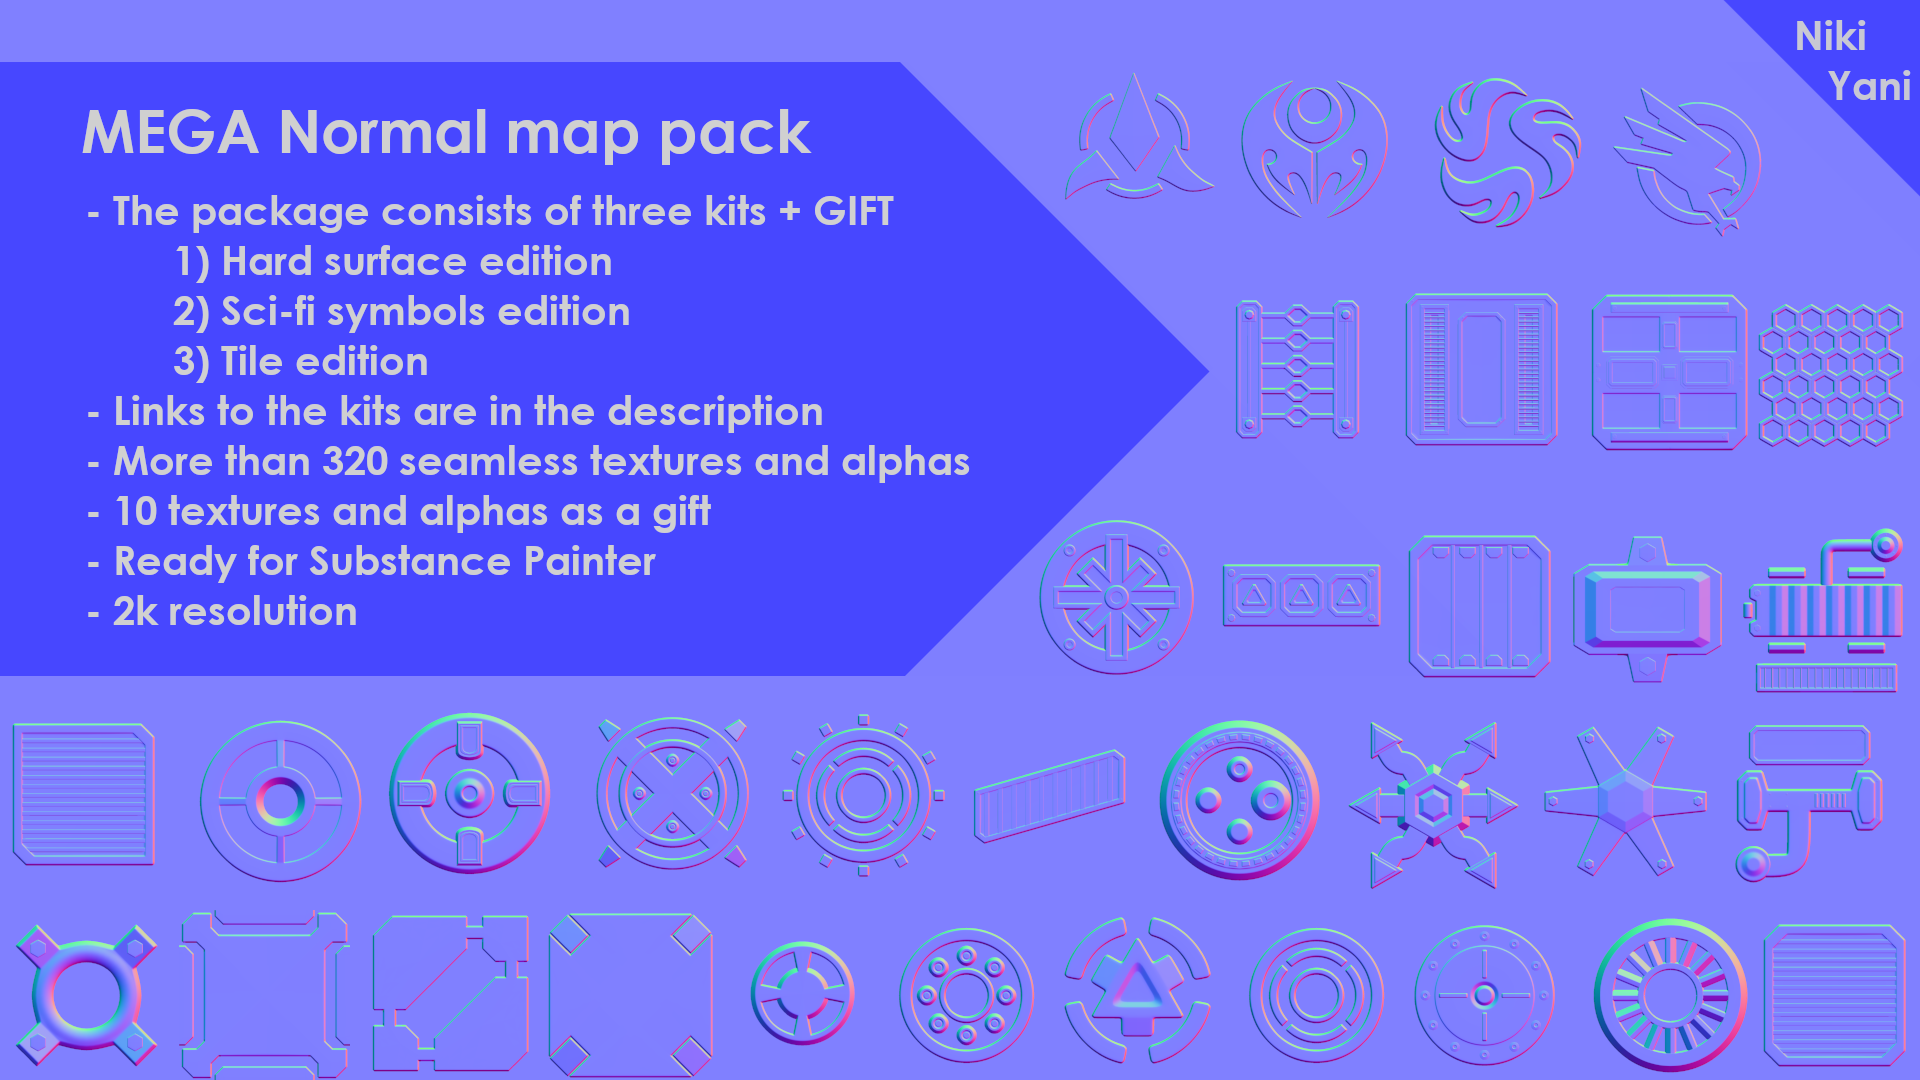 Niki
Yani
MEGA Normal map pack
- The package consists of three kits + GIFT
1) Hard surface edition
2) Sci-fi symbols edition
3) Tile edition
- Links to the kits are in the description
- More than 320 seamless textures and alphas
- 10 textures and alphas as a gift
- Ready for Substance Painter
- 2k resolution